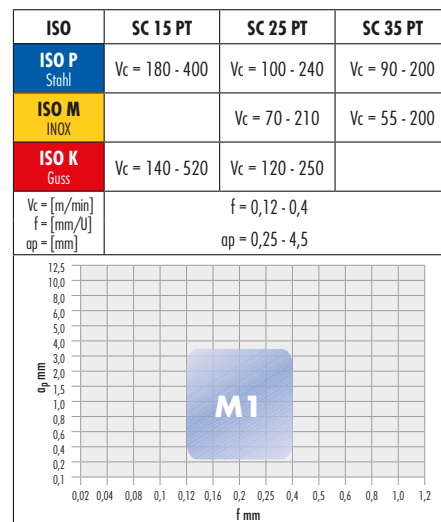 ISO SC 15 PT SC 25 PT SC 35 PT
ISO P
Stahl
Vc = 180 - 400 Vc = 100 - 240 Vc = 90 - 200
ISO M
INOX
Vc = 70 - 210 Vc = 55 - 200
ISO K
Guss
Vc = 140 - 520 Vc = 120 - 250
Vc = [m/min]
f = [mm/U]
ap = [mm]
f = 0,12 - 0,4
ap = 0,25 - 4,5
12,5
10,0
8,0
6,0
5,0
4,0
3,0
2,0
1,5
1,0
0,8
0,6
0,4
0,2
0,1
ap mm
M1
0,02 0,04 0,08 0,1 0,12 0,16 0,2 0,25 0,4 0,5 0,6 0,8 1,0 1,2
f mm